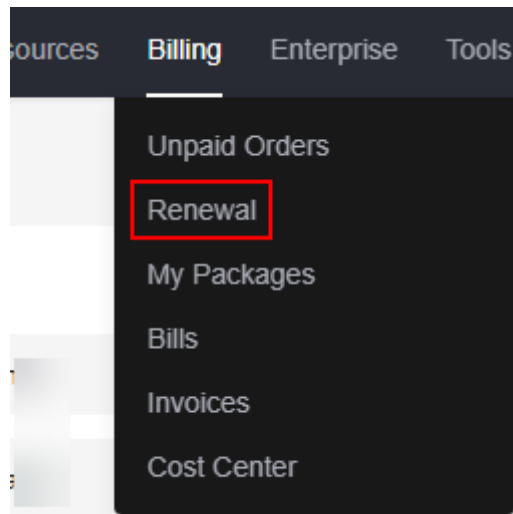 sources Billing Enterprise Tools
Unpaid Orders
Renewal
My Packages
Bills
Invoices
Cost Center